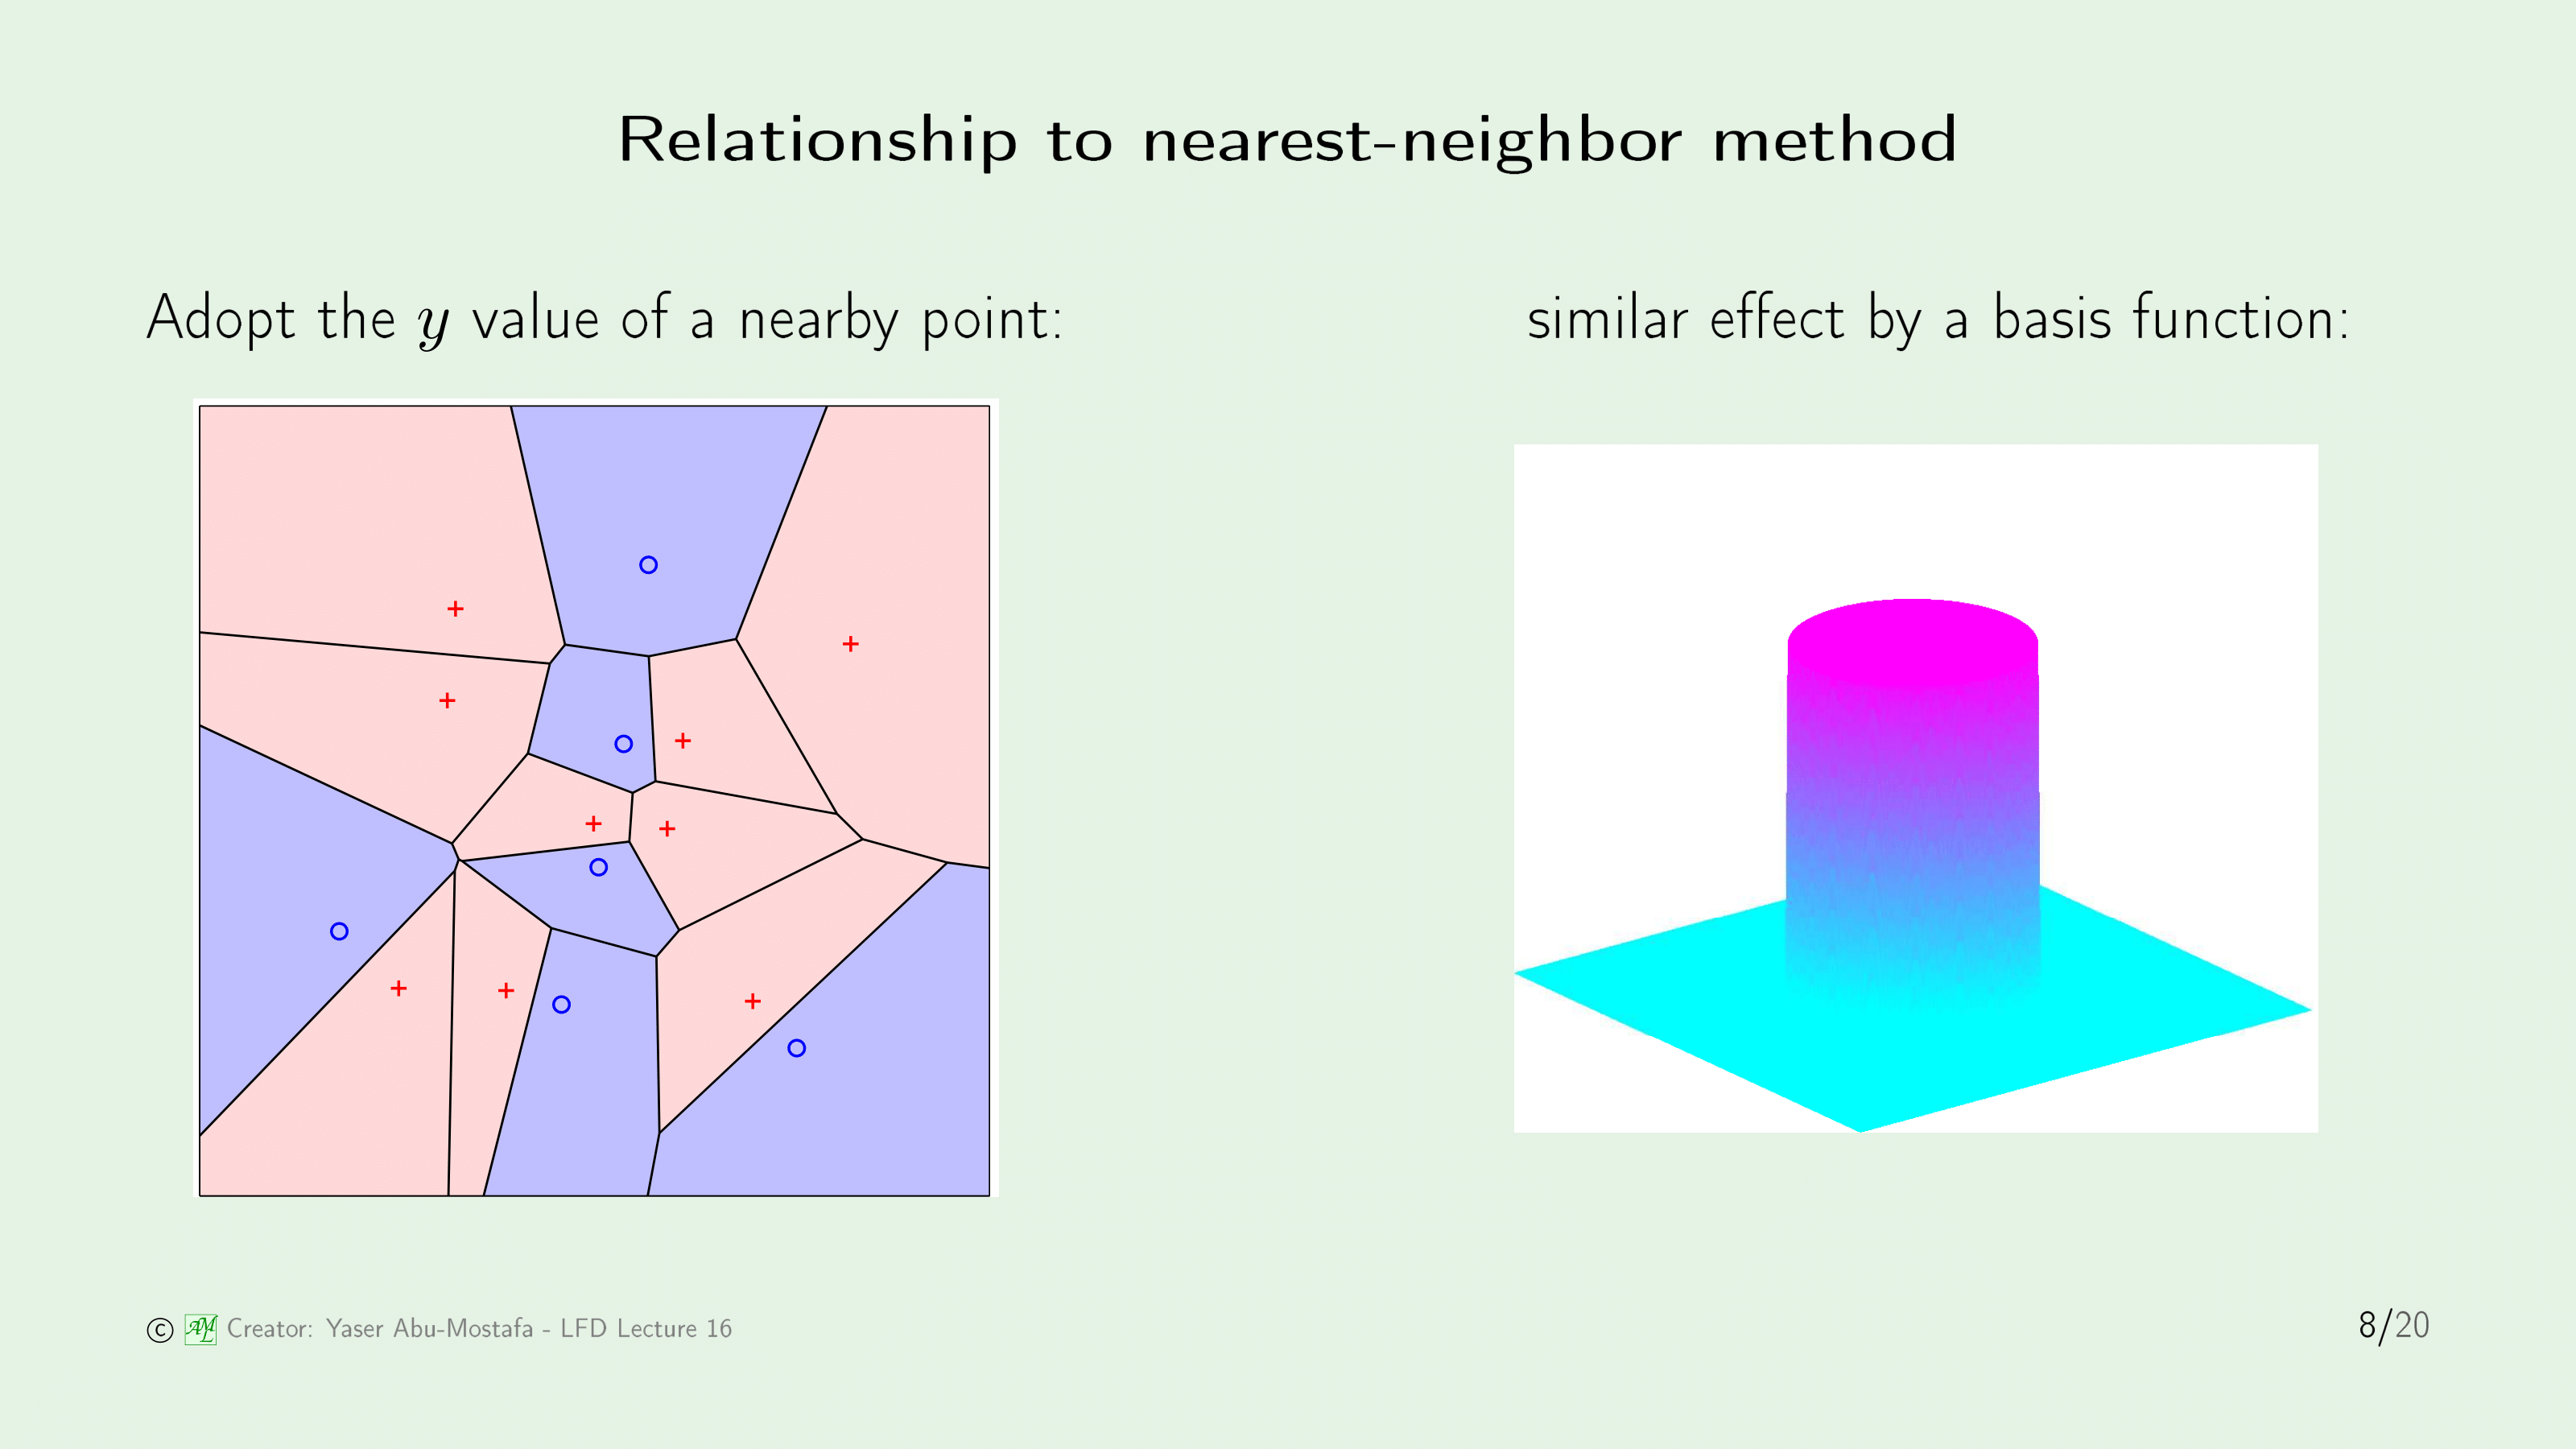 Relationship to nearest-neighbor method
Adopt the y value of a nearby point:
similar effect by a basis function:
© AML Creator: Yaser Abu-Mostafa - LFD Lecture 16
8/20